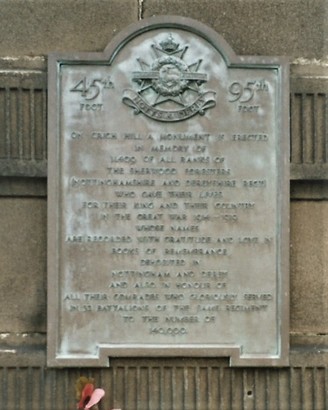 45th FOOT
95th FOOT
ON CRICH HILL A MONUMENT IS ERECTED
IN MEMORY OF
11,400 OF ALL RANKS OF
THE SHERWOOD FORESTERS
(NOTTINGHAMSHIRE AND DERBYSHIRE REGT)
WHO GAVE THEIR LIVES
FOR THEIR KING AND THEIR COUNTRY
IN THE GREAT WAR 1914 1919
WHOSE NAMES
ARE RECORDED WITH GRATITUDE AND LOVE IN
BOOKS OF REMEMBRANCE
DEPOSITED IN
NOTTINGHAM AND DERBY
AND ALSO IN HONOUR OF
ALL THEIR COMRADES WHO GLORIOUSLY SERVED
IN BATTALIONS OF THE SAME REGIMENT
TO THE NUMBER OF
140,000.